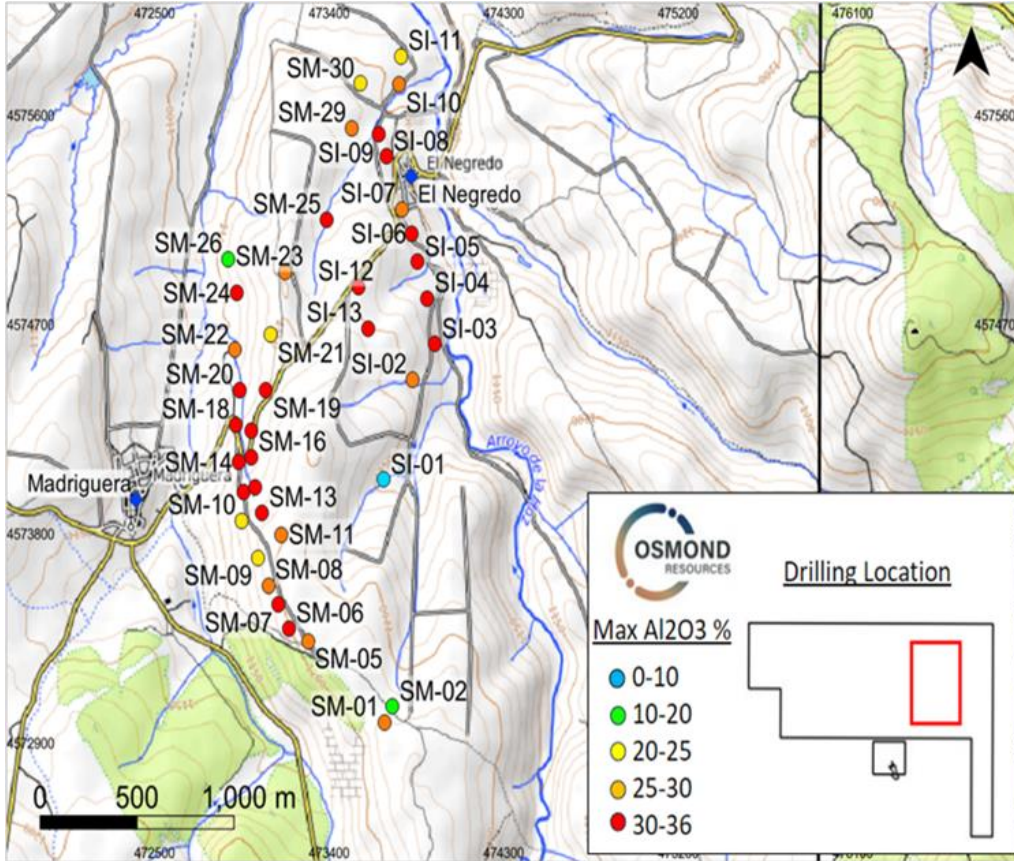 472500 473400 474300 475200 476100
SI-11
SM-30
SI-10
4575600 4575600
SM-29
SI-08
SI-09
El Negredo
El Negredo
SI-07
SM-25
SI-06
SM-26 SM-23
SI-05
SI-12
SI-04
SM-24
SI-13
4574700 4574700
SI-03
SM-22
SM-21
SI-02
SM-20
SM-19
SM-18
SM-16
Arroyo de la Hoz
SM-14
SI-01
Madriguera
Madriguera
SM-10
SM-13
4573800
SM-11
SM-09
SM-08
SM-07
SM-06
SM-05
SM-02
SM-01
4572900
0 500 1,000 m
472500 473400 474300
OSMOND
RESOURCES
Drilling Location
Max Al2O3 %
0-10
10-20
20-25
25-30
30-36